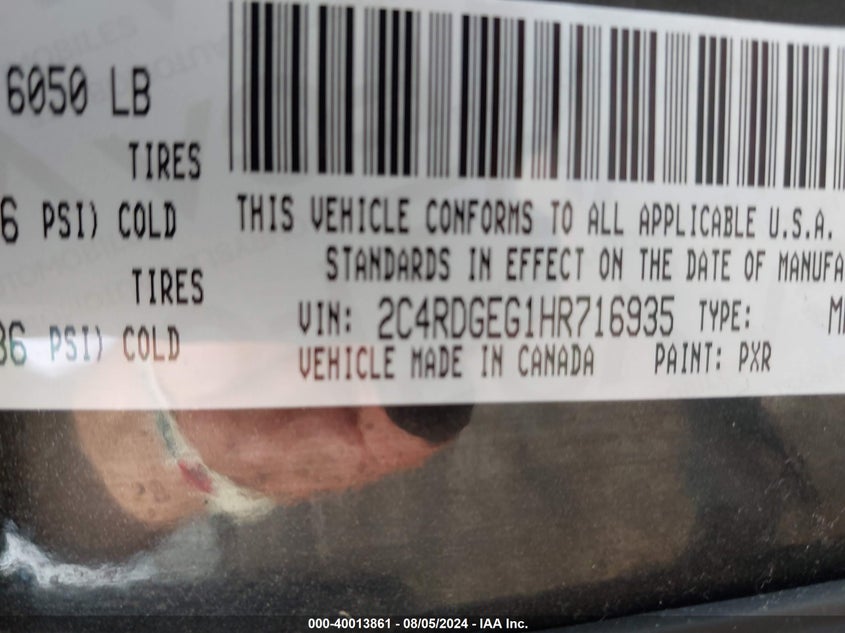 6050 LB
TIRES
6 PSI) COLD
TIRES
36 PSI) COLD
THIS VEHICLE CONFORMS TO ALL APPLICABLE U.S.A.
STANDARDS IN EFFECT ON THE DATE OF MANUFA
VIN: 2C4RDGEG1HR716935 TYPE:
VEHICLE MADE IN CANADA PAINT: PXR
000-40013861 - 08/05/2024 - IAA Inc.